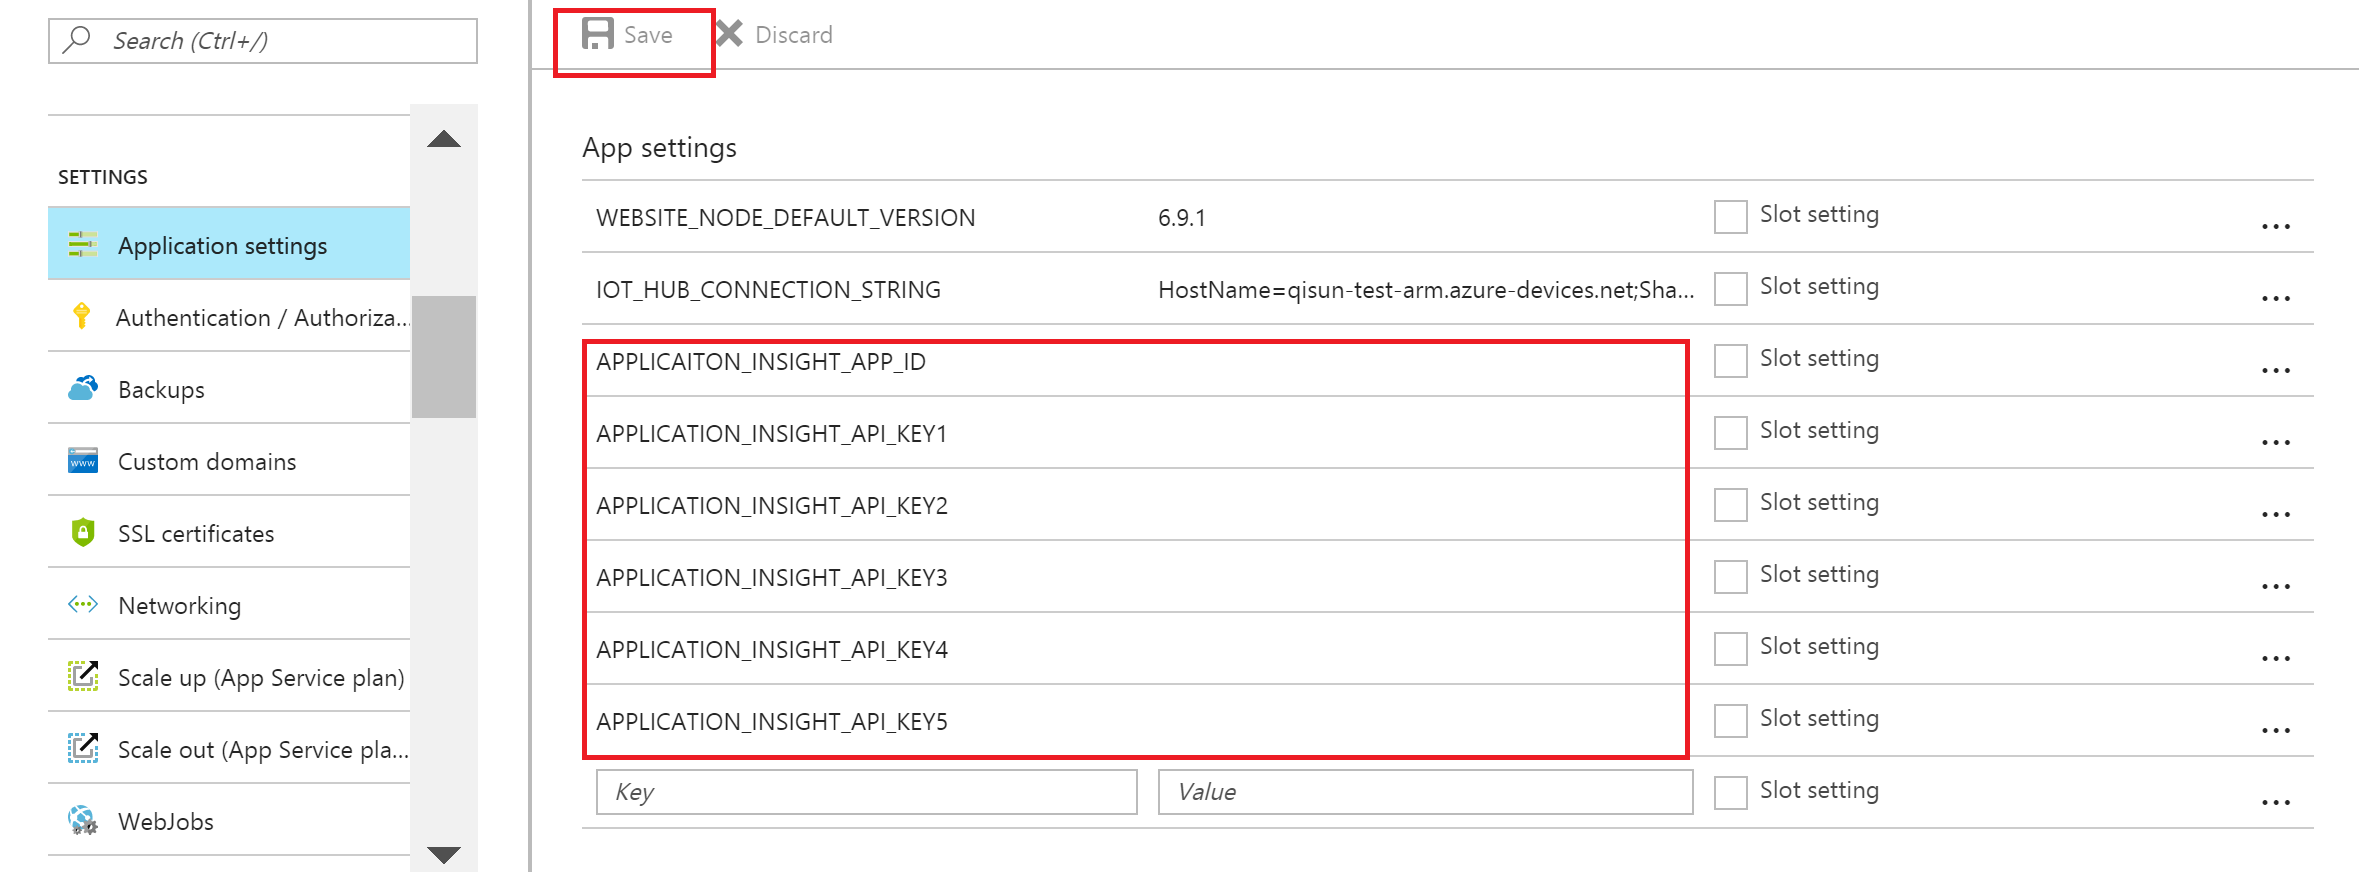 Search (Ctrl+/)
SETTINGS
Application settings
Authentication / Authoriza...
Backups
www
Custom domains
SSL certificates
Networking
Scale up (App Service plan)
Scale out (App Service pla...
WebJobs
Save Discard
App settings
WEBSITE_NODE_DEFAULT_VERSION 6.9.1 Slot setting ...
IOT_HUB_CONNECTION_STRING HostName=qisun-test-arm.azure-devices.net;Sha... Slot setting ...
APPLICAITON_INSIGHT_APP_ID Slot setting ...
APPLICATION_INSIGHT_API_KEY1 Slot setting ...
APPLICATION_INSIGHT_API_KEY2 Slot setting ...
APPLICATION_INSIGHT_API_KEY3 Slot setting ...
APPLICATION_INSIGHT_API_KEY4 Slot setting ...
APPLICATION_INSIGHT_API_KEY5 Slot setting ...
Key Value Slot setting ...